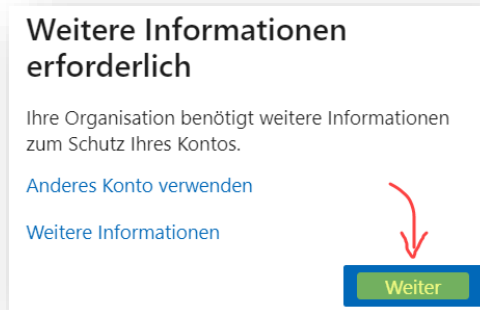 Weitere Informationen
erforderlich
Ihre Organisation benötigt weitere Informationen
zum Schutz Ihres Kontos.
Anderes Konto verwenden
Weitere Informationen
Weiter